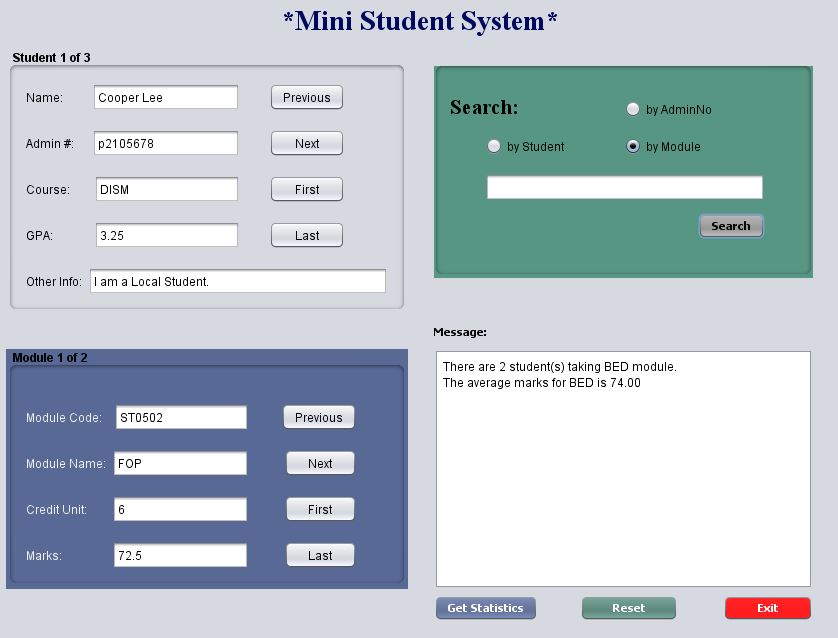 *Mini Student System*
Student 1 of 3
Name: Cooper Lee Previous
Admin #: p2105678 Next
Course: DISM First
GPA: 3.25 Last
Other Info: I am a Local Student.
Search:
by AdminNo
by Student by Module
Search
Module 1 of 2
Module Code: ST0502 Previous
Module Name: FOP Next
Credit Unit: 6 First
Marks: 72.5 Last
Message:
There are 2 student(s) taking BED module.
The average marks for BED is 74.00
Get Statistics Reset Exit